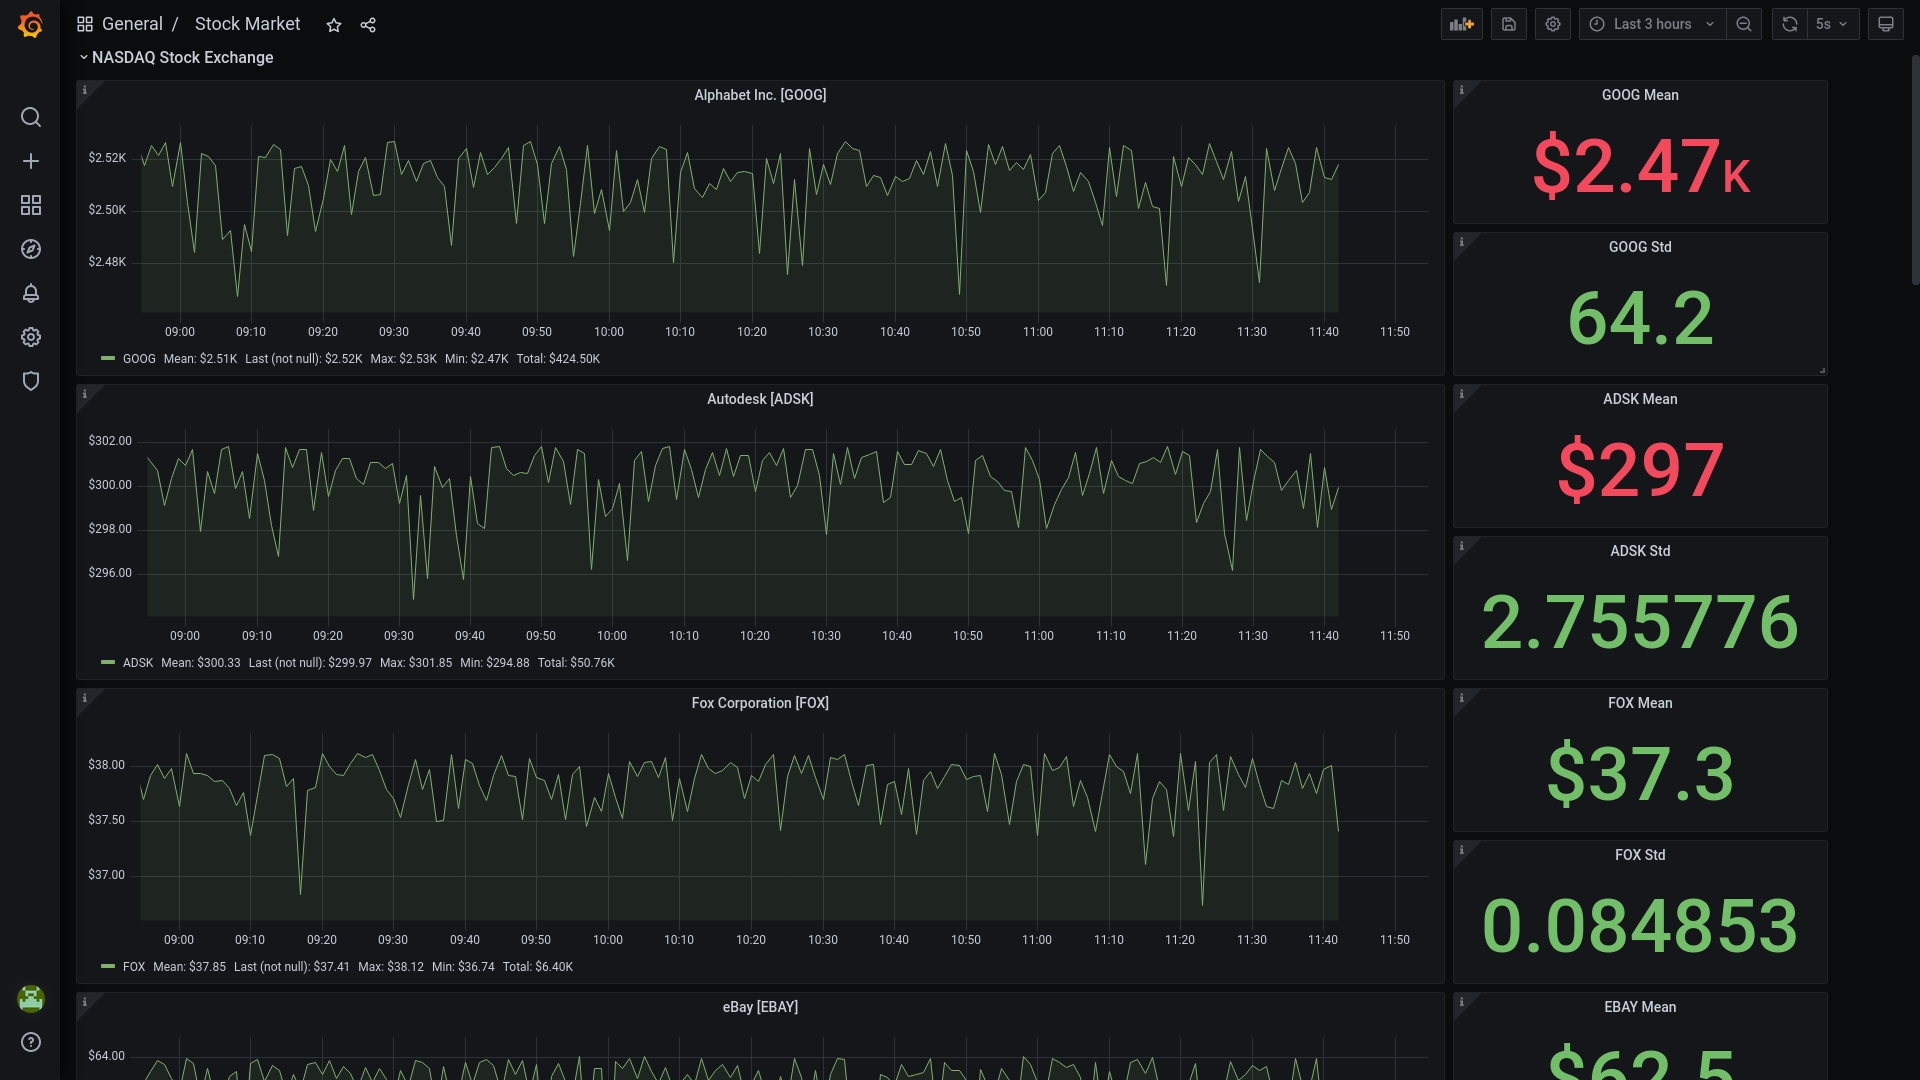 General / Stock Market
Last 3 hours
5s
NASDAQ Stock Exchange
Alphabet Inc. [GOOG]
$2.52K
$2.50K
$2.48K
09:00 09:10 09:20 09:30 09:40 09:50 10:00 10:10 10:20 10:30 10:40 10:50 11:00 11:10 11:20 11:30 11:40 11:50
GOOG Mean: $2.51K Last (not null): $2.52K Max: $2.53K Min: $2.47K Total: $424.50K
GOOG Mean
$2.47K
GOOG Std
64.2
Autodesk [ADSK]
$302.00
$300.00
$298.00
$296.00
09:00 09:10 09:20 09:30 09:40 09:50 10:00 10:10 10:20 10:30 10:40 10:50 11:00 11:10 11:20 11:30 11:40 11:50
ADSK Mean: $300.33 Last (not null): $299.97 Max: $301.85 Min: $294.88 Total: $50.76K
ADSK Mean
$297
ADSK Std
2.755776
Fox Corporation [FOX]
$38.00
$37.50
$37.00
09:00 09:10 09:20 09:30 09:40 09:50 10:00 10:10 10:20 10:30 10:40 10:50 11:00 11:10 11:20 11:30 11:40 11:50
FOX Mean: $37.85 Last (not null): $37.41 Max: $38.12 Min: $36.74 Total: $6.40K
FOX Mean
$37.3
FOX Std
0.084853
eBay [EBAY]
$64.00
EBAY Mean
$62.5